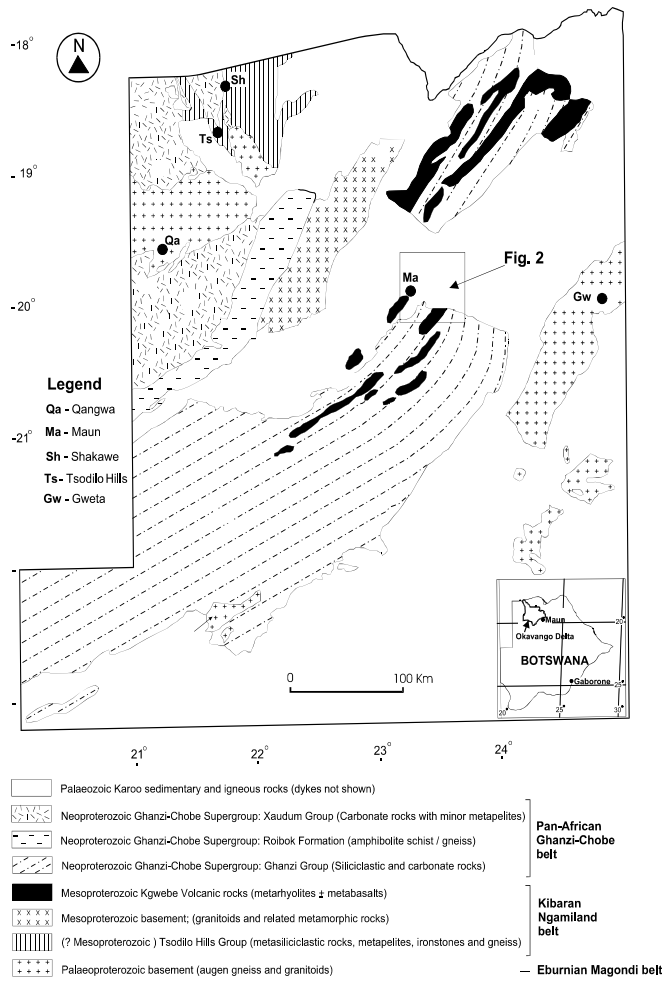 -18°
N
Sh
Ts
-19°
Qa
Fig. 2
Ma
Gw
-20°
Legend
Qa - Qangwa
Ma - Maun
Sh - Shakawe
Ts - Tsodilo Hills
Gw - Gweta
-21°
Maun
20°
Okavango Delta
BOTSWANA
Gaborone
25°
20° 25° 30°
0 100 Km
21° 22° 23° 24°
Palaeozoic Karoo sedimentary and igneous rocks (dykes not shown)
Neoproterozoic Ghanzi-Chobe Supergroup: Xaudum Group (Carbonate rocks with minor metapelites)
Neoproterozoic Ghanzi-Chobe Supergroup: Roibok Formation (amphibolite schist / gneiss)
Neoproterozoic Ghanzi-Chobe Supergroup: Ghanzi Group (Siliciclastic and carbonate rocks)
Pan-African
Ghanzi-Chobe
belt
Mesoproterozoic Kgwebe Volcanic rocks (metarhyolites ± metabasalts)
Mesoproterozoic basement; (granitoids and related metamorphic rocks)
(? Mesoproterozoic ) Tsodilo Hills Group (metasiliciclastic rocks, metapelites, ironstones and gneiss)
Kibaran
Ngamiland
belt
Palaeoproterozoic basement (augen gneiss and granitoids)
— Eburnian Magondi belt